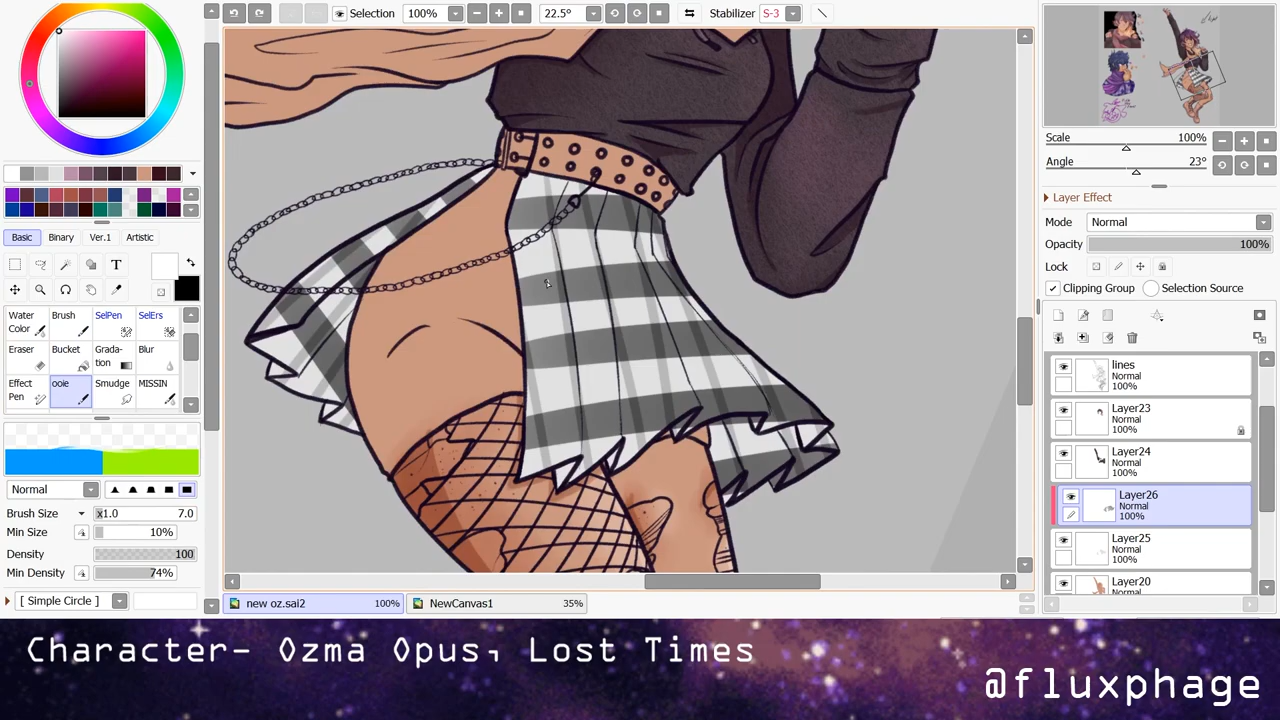 Selection
100%
22.5°
Stabilizer
S-3
Scale
100%
Angle
23°
Layer Effect
Mode
Normal
Opacity
100%
Lock
Clipping Group
Selection Source
lines
Normal
100%
Layer23
Normal
100%
Layer24
Normal
100%
Layer26
Normal
100%
Layer25
Normal
100%
Layer20
Normal
Basic
Binary
Ver.1
Artistic
T
Water
Color
Brush
SelPen
SelErs
Eraser
Bucket
Grada-
tion
Blur
Effect
Pen
ooie
Smudge
MISSIN
Normal
Brush Size
x1.0
7.0
Min Size
10%
Density
100
Min Density
74%
[ Simple Circle ]
new oz.sai2
100%
NewCanvas1
35%
Character- Ozma Opus, Lost Times
@fluxphage